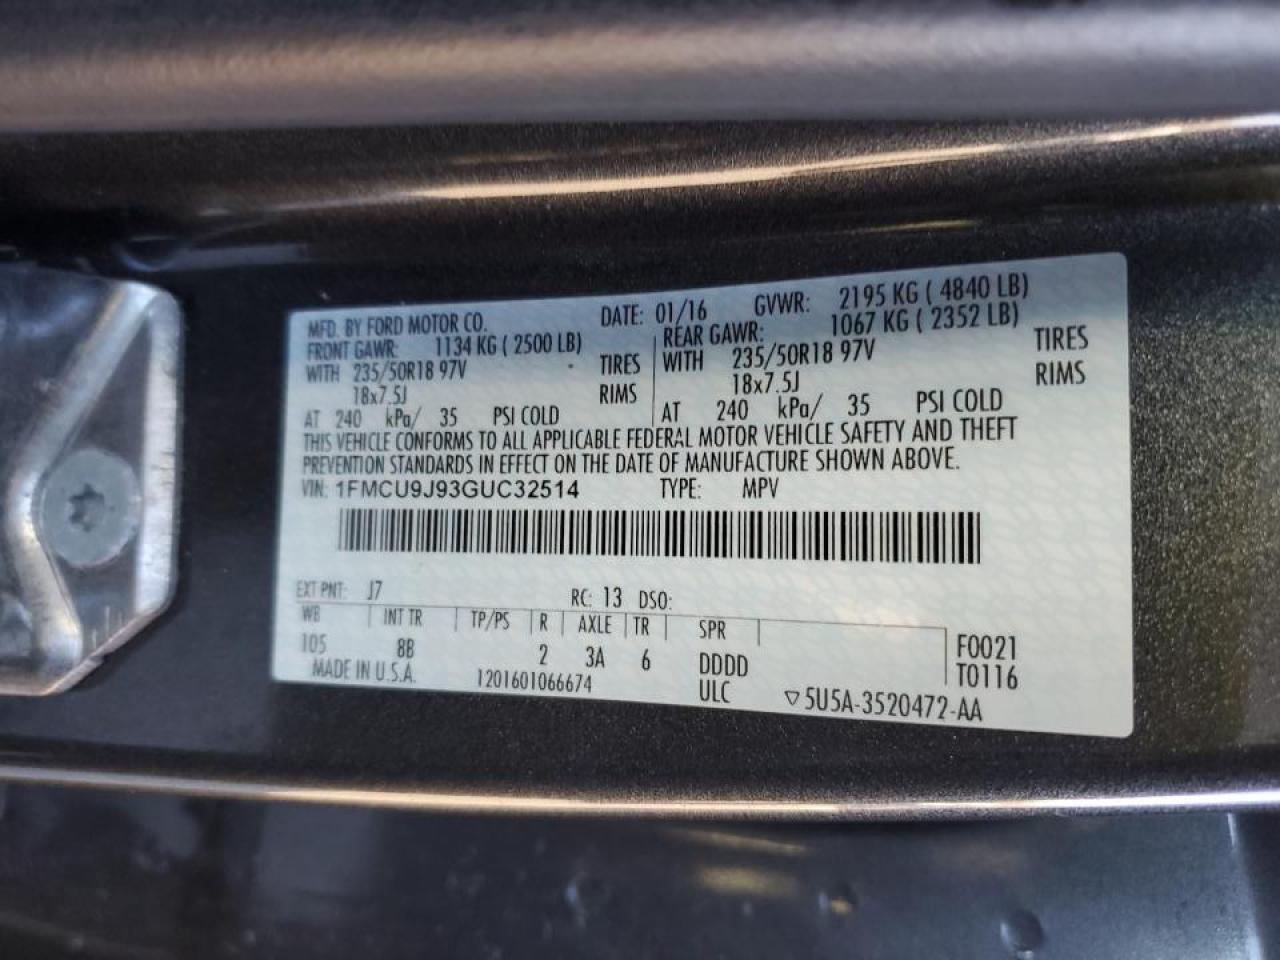 MFD. BY FORD MOTOR CO. DATE: 01/16 GVWR: 2195 KG ( 4840 LB)
FRONT GAWR: 1134 KG ( 2500 LB) REAR GAWR: 1067 KG ( 2352 LB)
WITH 235/50R18 97V TIRES WITH 235/50R18 97V TIRES
18x7.5J RIMS 18x7.5J RIMS
AT 240 kPa/ 35 PSI COLD AT 240 kPa/ 35 PSI COLD
THIS VEHICLE CONFORMS TO ALL APPLICABLE FEDERAL MOTOR VEHICLE SAFETY AND THEFT
PREVENTION STANDARDS IN EFFECT ON THE DATE OF MANUFACTURE SHOWN ABOVE.
VIN: 1FMCU9J93GUC32514 TYPE: MPV
EXT PNT: J7 RC: 13 DSO:
WB INT TR TP/PS R AXLE TR SPR F0021
105 8B 2 3A 6 DDDD T0116
MADE IN U.S.A. 1201601066674 ULC ▽5U5A-3520472-AA